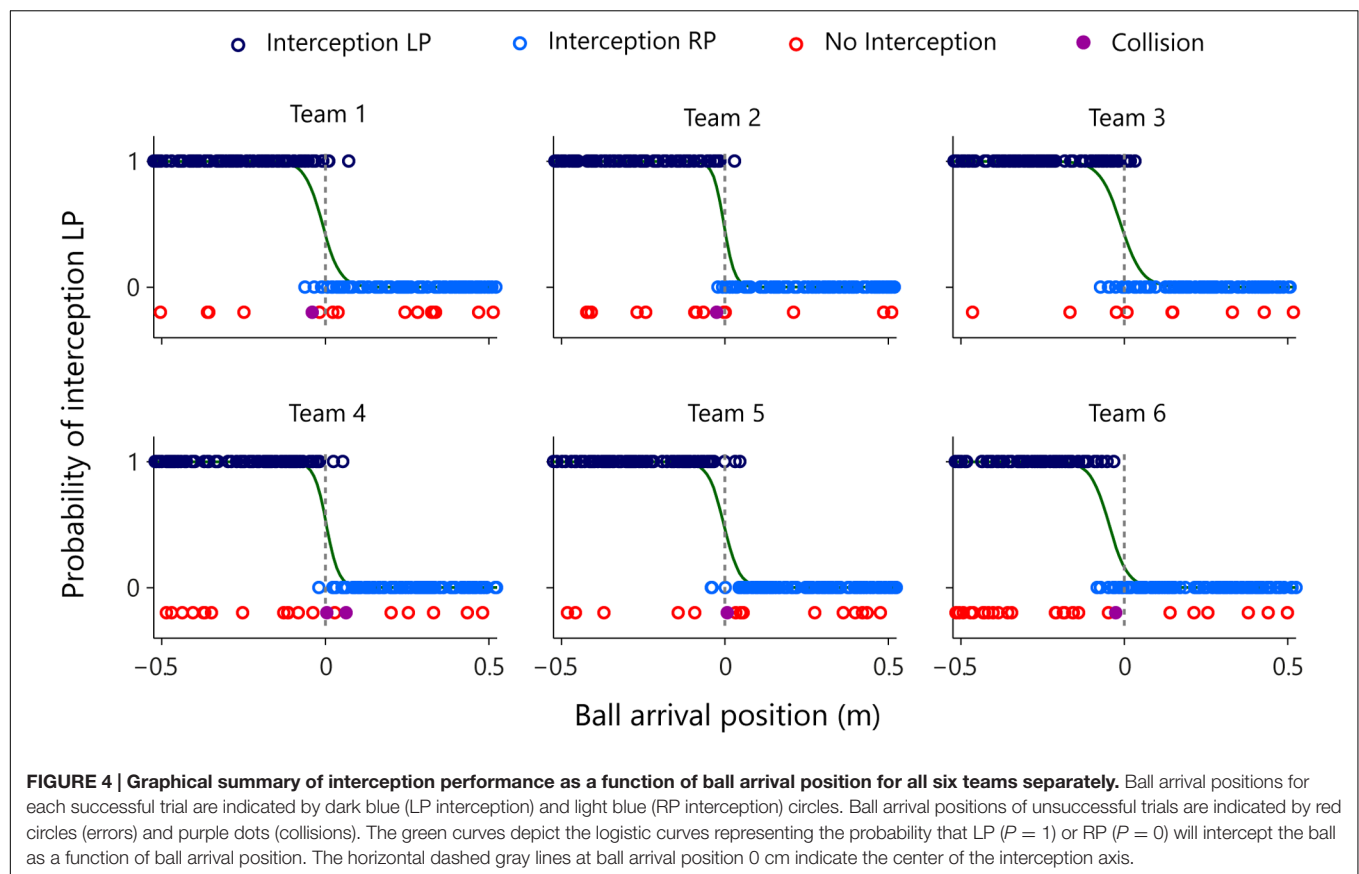 Interception LP Interception RP No Interception Collision
Team 1 Team 2 Team 3
1
0
Team 4 Team 5 Team 6
1
0
−0.5 0 0.5 −0.5 0 0.5 −0.5 0 0.5
Probability of interception LP
Ball arrival position (m)
FIGURE 4 | Graphical summary of interception performance as a function of ball arrival position for all six teams separately. Ball arrival positions for
each successful trial are indicated by dark blue (LP interception) and light blue (RP interception) circles. Ball arrival positions of unsuccessful trials are indicated by red
circles (errors) and purple dots (collisions). The green curves depict the logistic curves representing the probability that LP (P = 1) or RP (P = 0) will intercept the ball
as a function of ball arrival position. The horizontal dashed gray lines at ball arrival position 0 cm indicate the center of the interception axis.